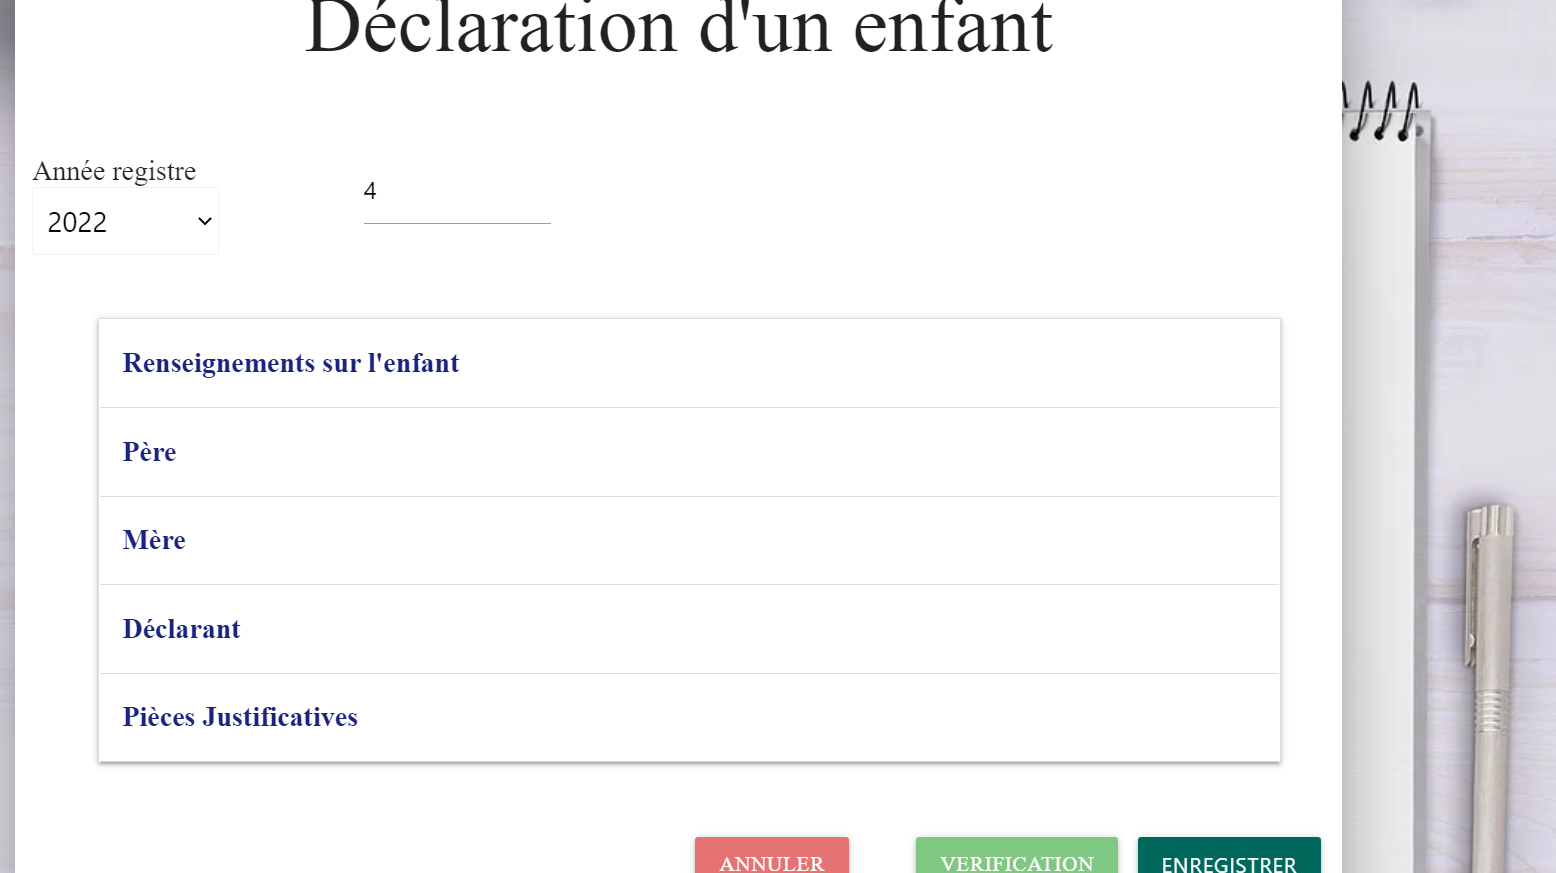 Déclaration d'un enfant
Année registre
2022
4
Renseignements sur l'enfant
Père
Mère
Déclarant
Pièces Justificatives
ANNULER
VERIFICATION
ENREGISTRER